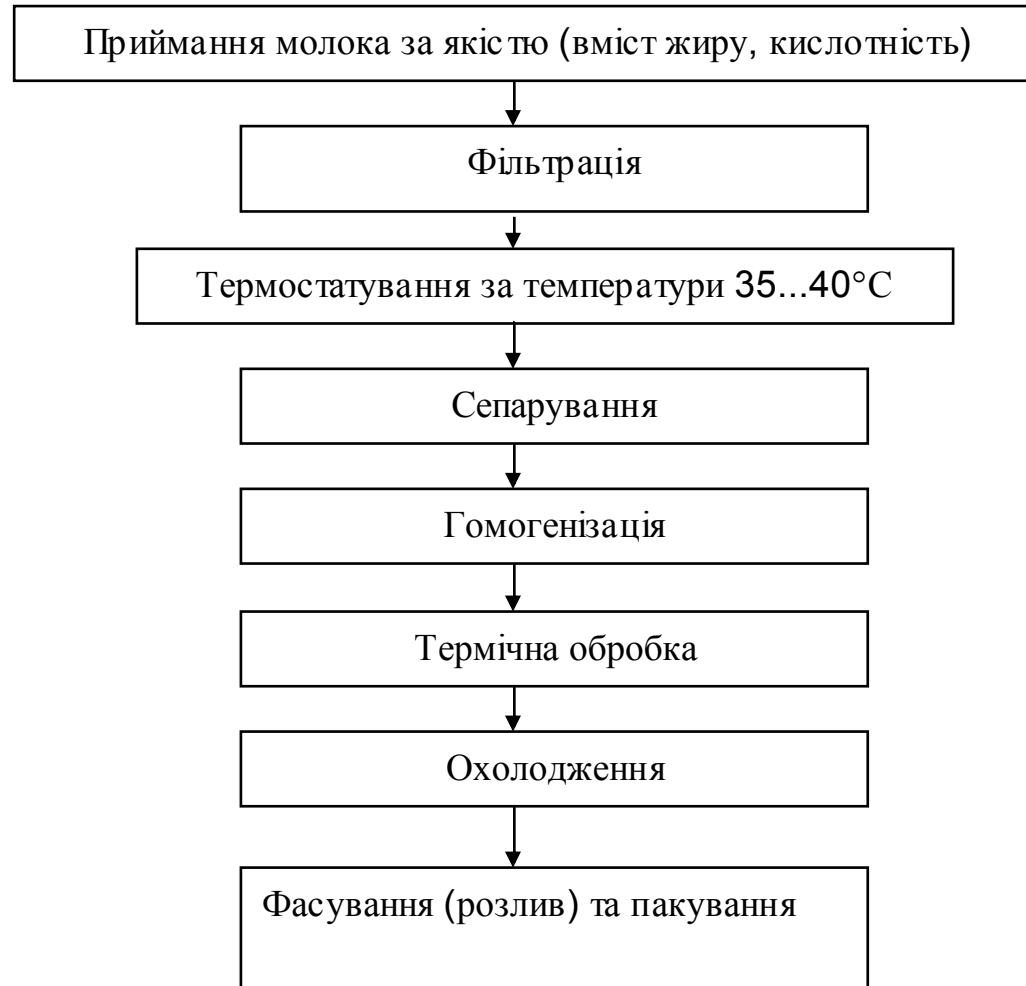 Приймання молока за якістю (вміст жиру, кислотність)
Фільтрація
Термостатування за температури 35...40°С
Сепарування
Гомогенізація
Термічна обробка
Охолодження
Фасування (розлив) та пакування